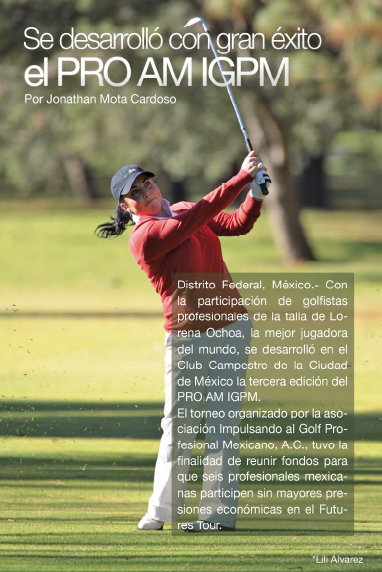 Se desarrolló con gran éxito
el PRO AM IGPM
Por Jonathan Mota Cardoso
Distrito Federal, México.- Con
la participación de golfistas
profesionales de la talla de Lo-
rena Ochoa, la mejor jugadora
del mundo, se desarrolló en el
Club Campestre de la Ciudad
de México la tercera edición del
PRO AM IGPM.
El torneo organizado por la aso-
ciación Impulsando al Golf Pro-
fesional Mexicano, A.C., tuvo la
finalidad de reunir fondos para
que seis profesionales mexica-
nas participen sin mayores pre-
siones económicas en el Futu-
res Tour.
*Lili Alvarez